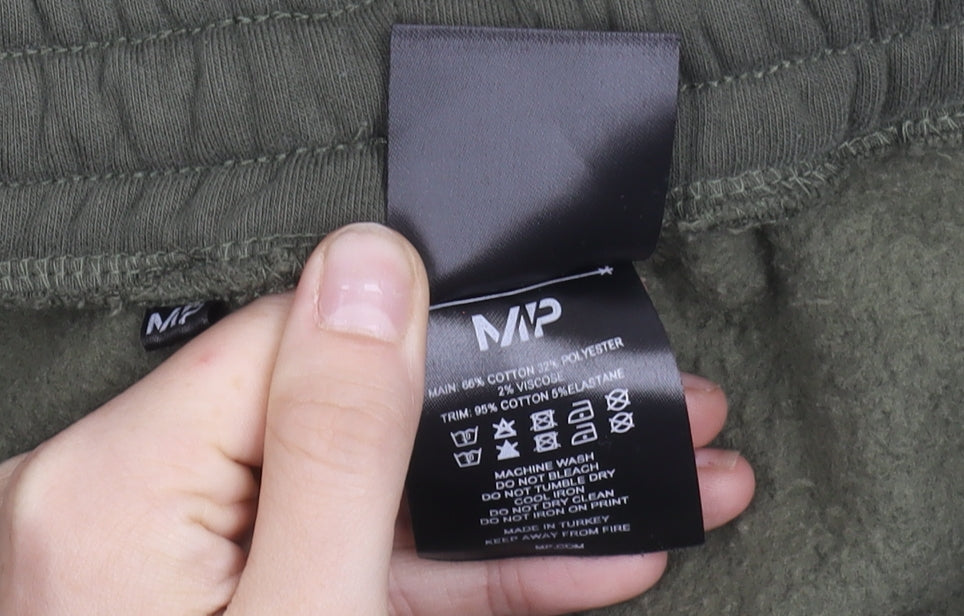 MP
MP
MAIN: 66% COTTON 32% POLYESTER
2% VISCOSE
TRIM: 95% COTTON 5%ELASTANE
MACHINE WASH
DO NOT BLEACH
DO NOT TUMBLE DRY
COOL IRON
DO NOT DRY CLEAN
DO NOT IRON ON PRINT
MADE IN TURKEY
KEEP AWAY FROM FIRE
MP.COM